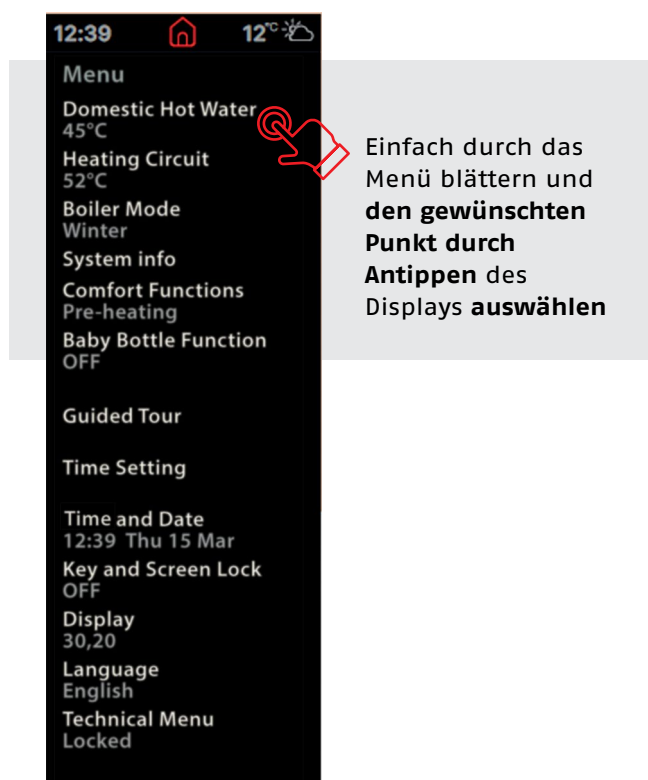 12:39 12°C
Menu
Domestic Hot Water
45°C
Heating Circuit
52°C
Boiler Mode
Winter
System info
Comfort Functions
Pre-heating
Baby Bottle Function
OFF
Guided Tour
Time Setting
Time and Date
12:39 Thu 15 Mar
Key and Screen Lock
OFF
Display
30,20
Language
English
Technical Menu
Locked
Einfach durch das
Menü blättern und
den gewünschten
Punkt durch
Antippen des
Displays auswählen